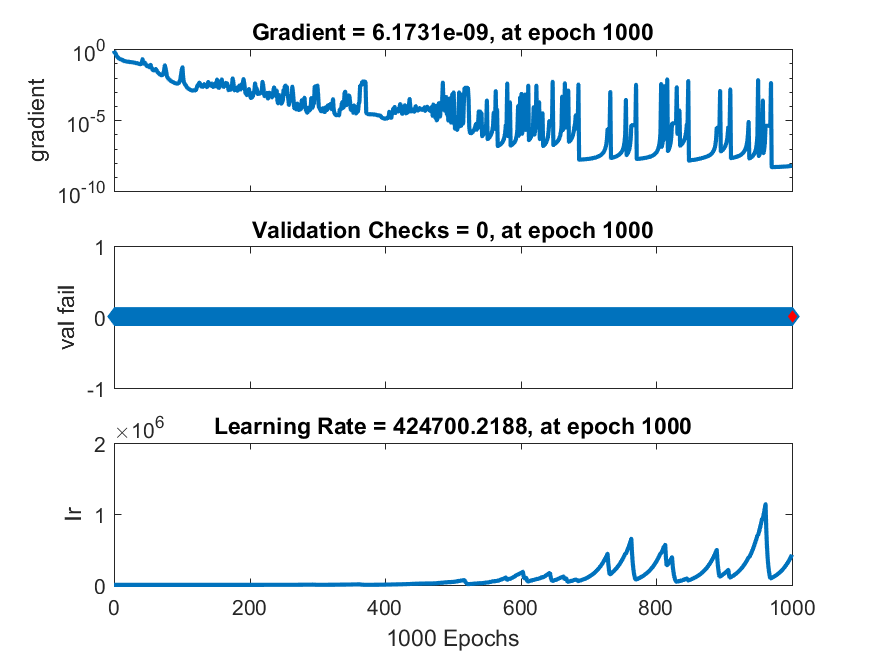 Gradient = 6.1731e-09, at epoch 1000
10^0
10^-5
10^-10
gradient
Validation Checks = 0, at epoch 1000
1
0
-1
val fail
Learning Rate = 424700.2188, at epoch 1000
×10^6
2
1
0
lr
0 200 400 600 800 1000
1000 Epochs